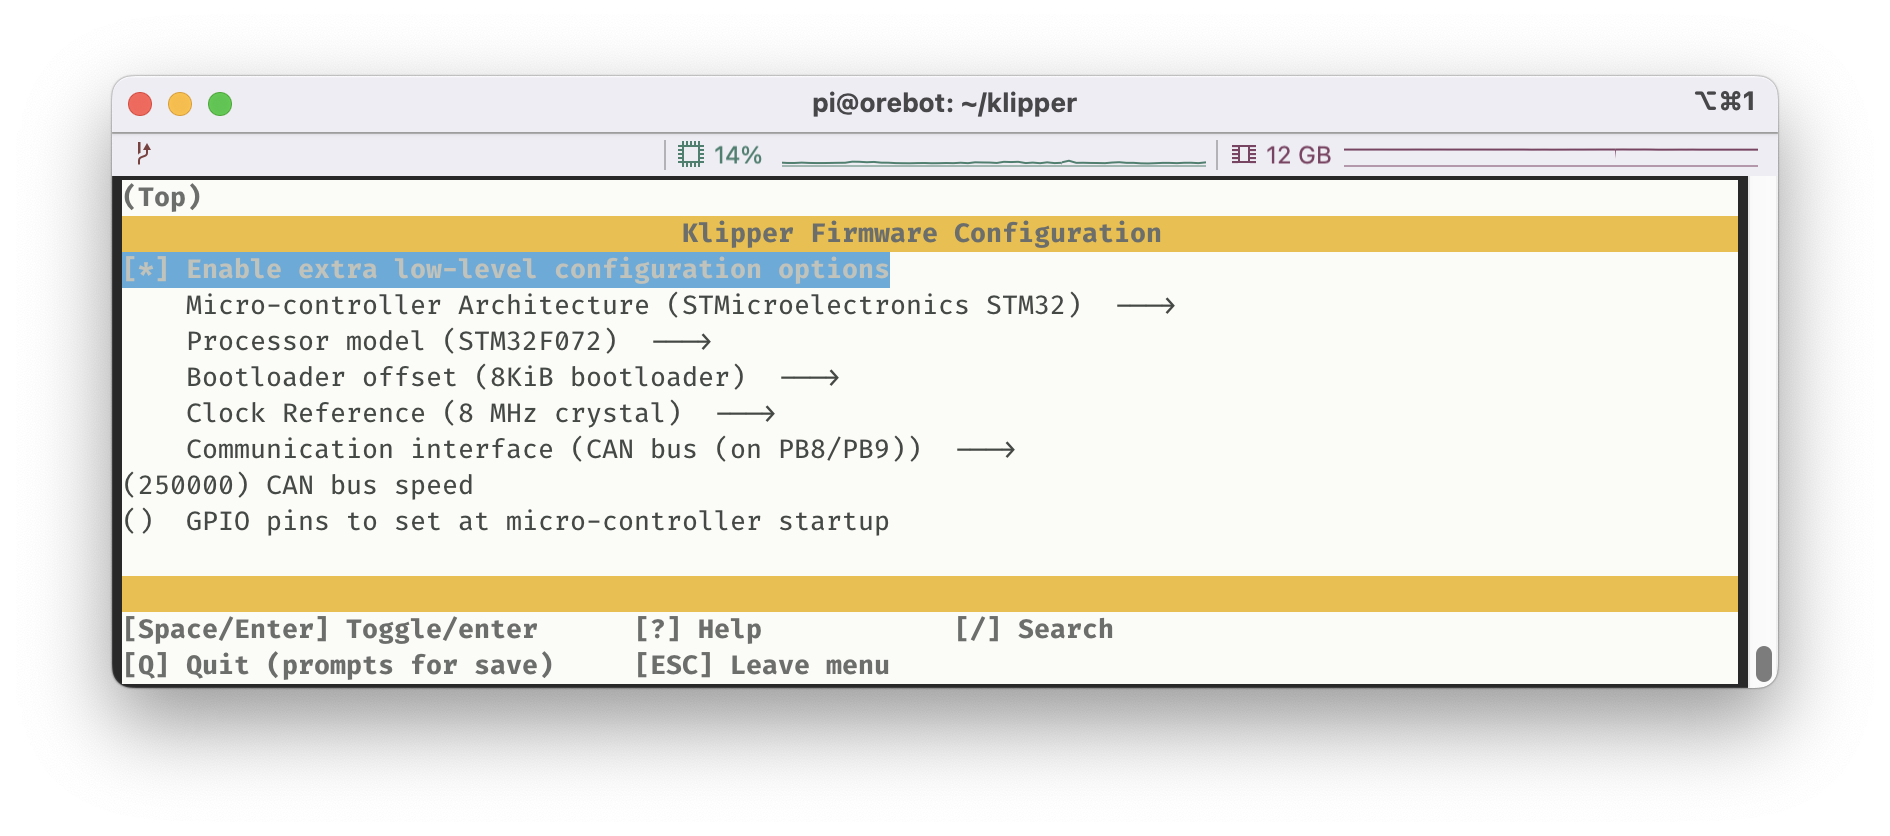 pi@orebot: ~/klipper
⌥⌘1
14%
12 GB
(Top)
Klipper Firmware Configuration
[*] Enable extra low-level configuration options
Micro-controller Architecture (STMicroelectronics STM32) --->
Processor model (STM32F072) --->
Bootloader offset (8KiB bootloader) --->
Clock Reference (8 MHz crystal) --->
Communication interface (CAN bus (on PB8/PB9)) --->
(250000) CAN bus speed
() GPIO pins to set at micro-controller startup
[Space/Enter] Toggle/enter [?] Help [/] Search
[Q] Quit (prompts for save) [ESC] Leave menu